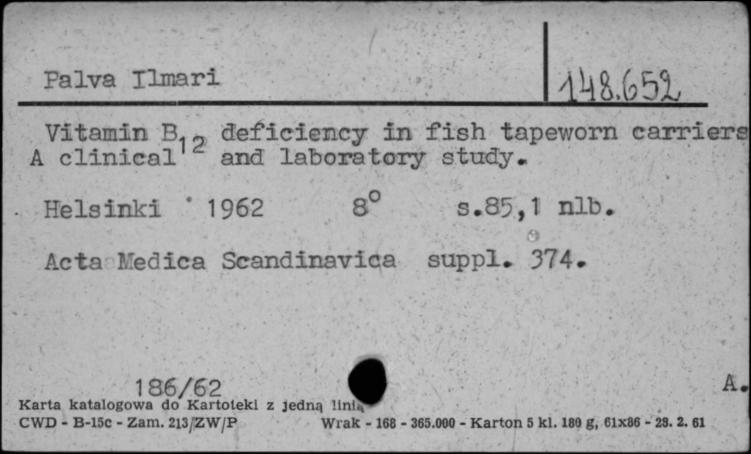 Palva Ilmari
148.652
Vitamin B12 deficiency in fish tapeworn carriers
A clinical and laboratory study.
Helsinki 1962 8° s.85,1 nlb.
Acta Medica Scandinavica suppl. 374.
186/62
A.
Karta katalogowa do Kartoteki z jedną linią
CWD - B-15c - Zam. 213/ZW/P Wrak - 168 - 365.000 - Karton 5 kl. 180 g, 61x86 - 28. 2. 61